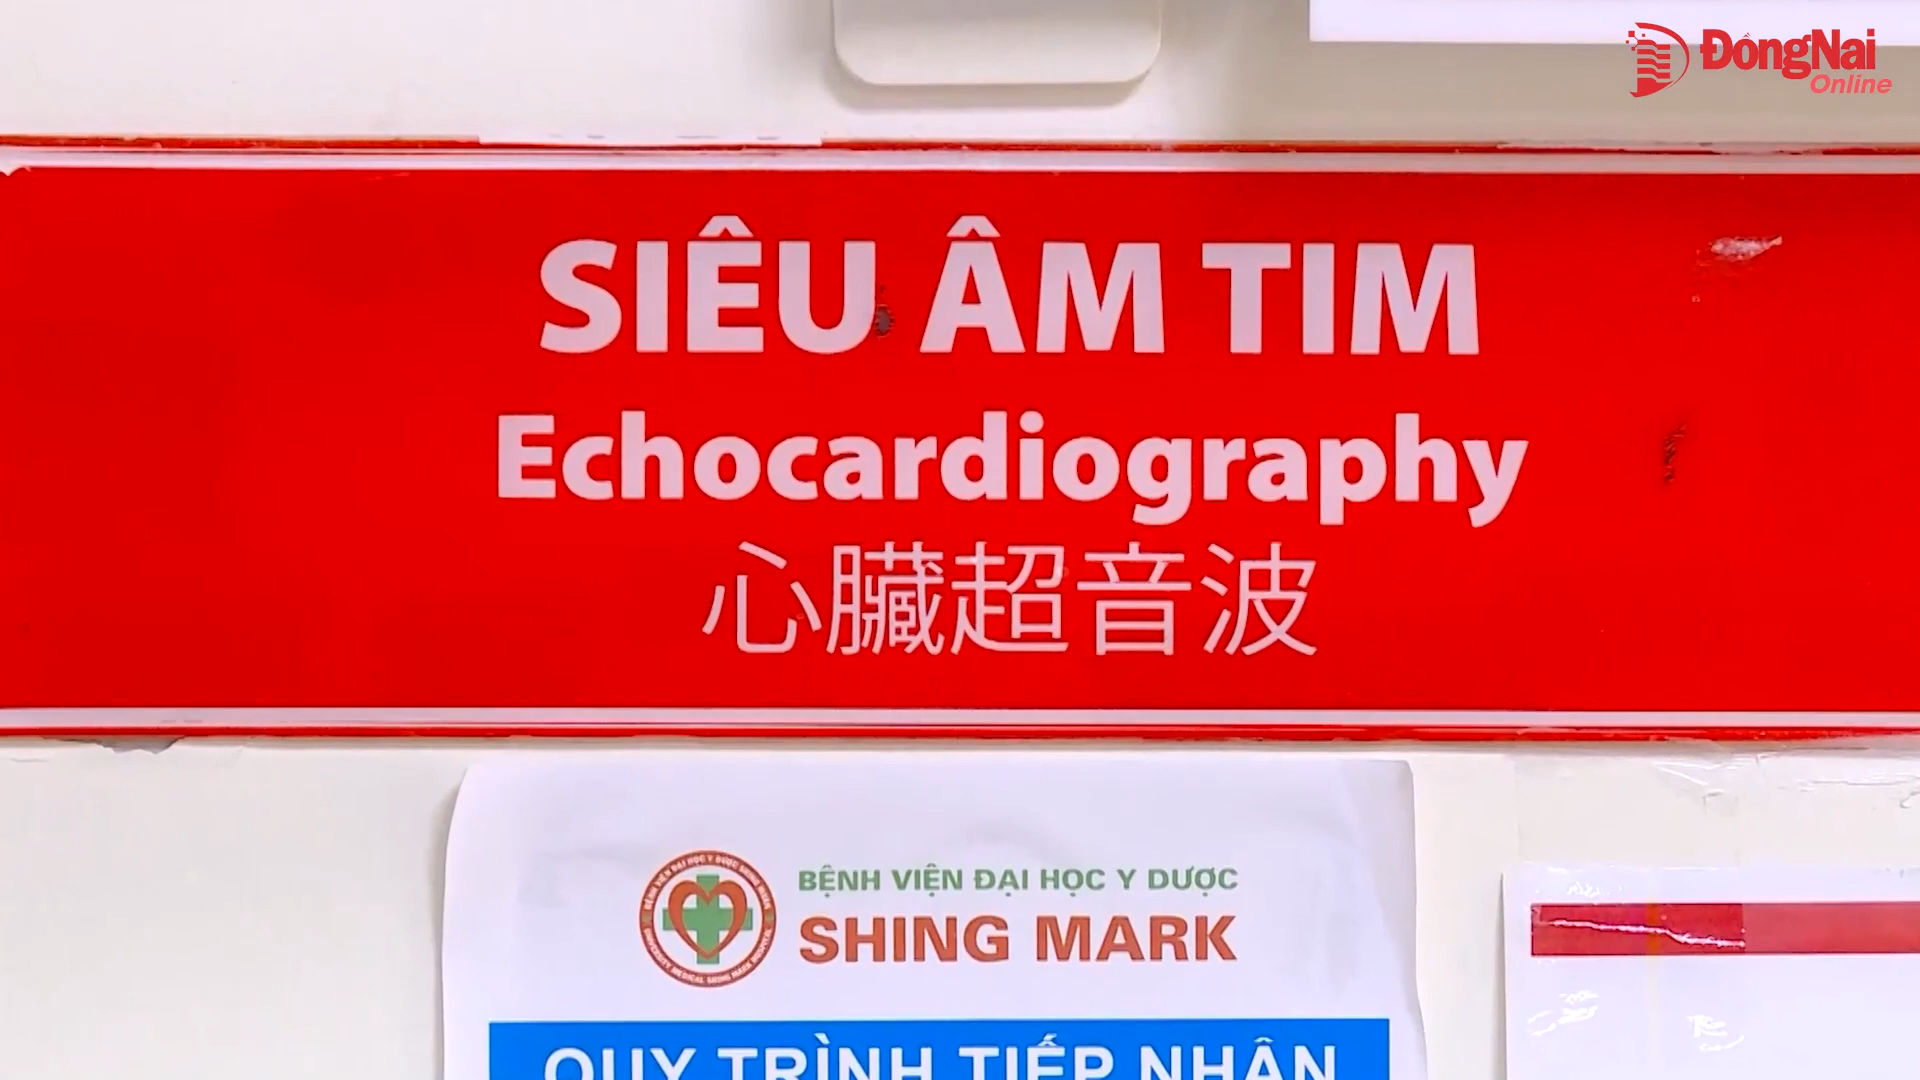 ĐồngNai
Online
SIÊU ÂM TIM
Echocardiography
心臟超音波
BỆNH VIỆN ĐẠI HỌC Y DƯỢC
SHING MARK
QUY TRÌNH TIẾP NHẬN